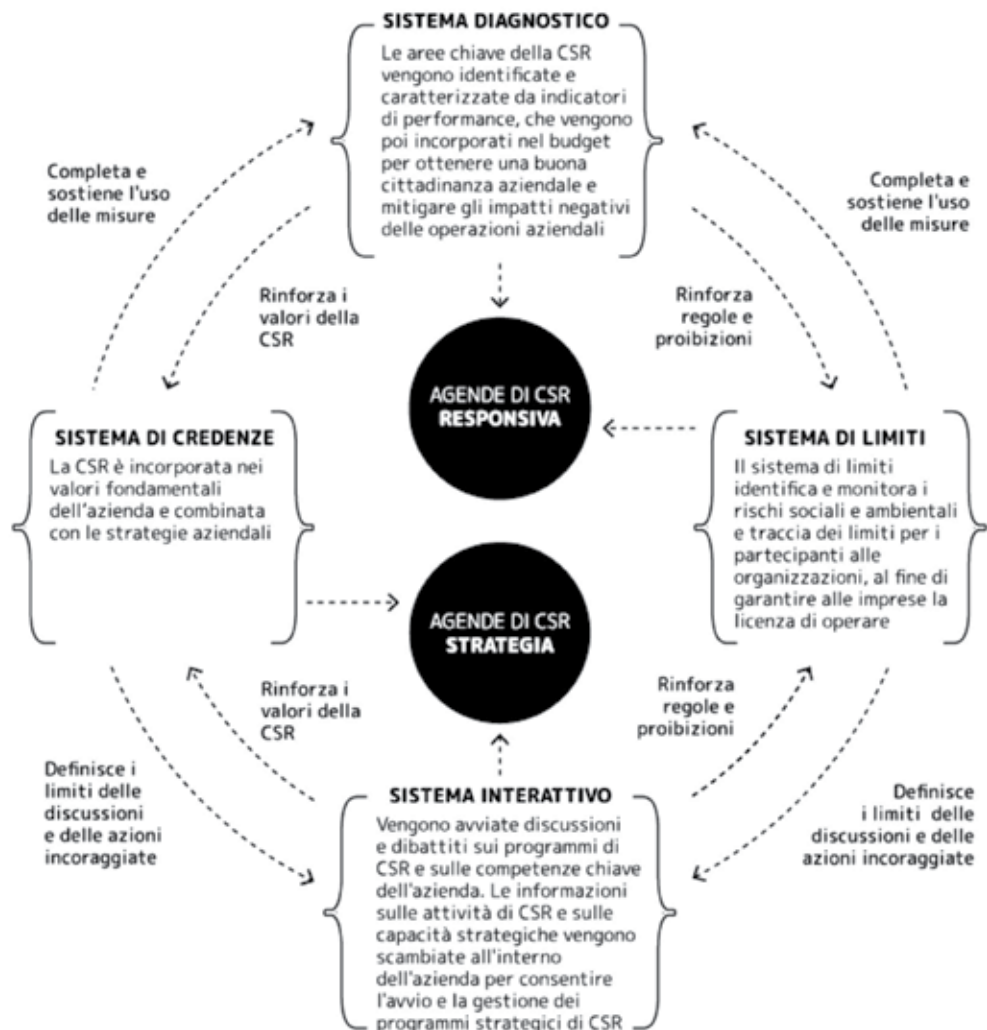 SISTEMA DIAGNOSTICO
Le aree chiave della CSR
vengono identificate e
caratterizzate da indicatori
di performance, che vengono
poi incorporati nel budget
per ottenere una buona
cittadinanza aziendale e
mitigare gli impatti negativi
delle operazioni aziendali
Completa e
sostiene l'uso
delle misure
Completa e
sostiene l'uso
delle misure
Rinforza i
valori della
CSR
Rinforza
regole e
proibizioni
AGENDE DI CSR
RESPONSIVA
SISTEMA DI CREDENZE
La CSR è incorporata nei
valori fondamentali
dell'azienda e combinata
con le strategie aziendali
SISTEMA DI LIMITI
Il sistema di limiti
identifica e monitora i
rischi sociali e ambientali
e traccia dei limiti per i
partecipanti alle
organizzazioni, al fine di
garantire alle imprese la
licenza di operare
AGENDE DI CSR
STRATEGIA
Rinforza i
valori della
CSR
Rinforza
regole e
proibizioni
Definisce i
limiti delle
discussioni
e delle azioni
incoraggiate
Definisce
i limiti delle
discussioni e delle
azioni incoraggiate
SISTEMA INTERATTIVO
Vengono avviate discussioni
e dibattiti sui programmi di
CSR e sulle competenze chiave
dell'azienda. Le informazioni
sulle attività di CSR e sulle
capacità strategiche vengono
scambiate all'interno
dell'azienda per consentire
l'avvio e la gestione dei
programmi strategici di CSR